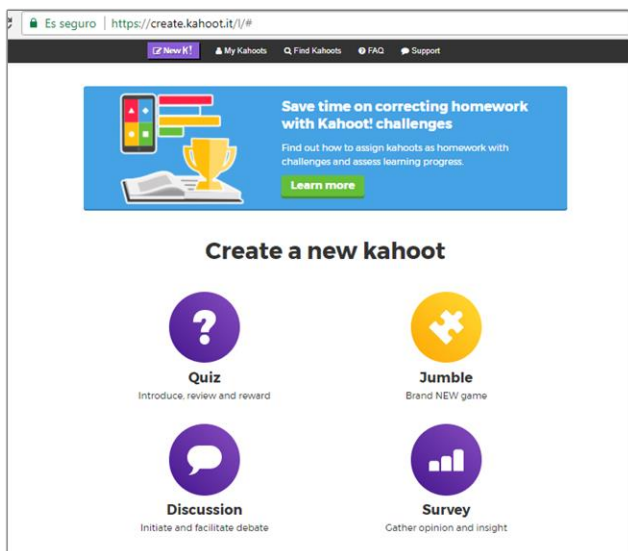 Es seguro | https://create.kahoot.it/l/#
New K! My Kahoots Find Kahoots FAQ Support
Save time on correcting homework
with Kahoot! challenges
Find out how to assign kahoots as homework with
challenges and assess learning progress.
Learn more
Create a new kahoot
Quiz
Introduce, review and reward
Jumble
Brand NEW game
Discussion
Initiate and facilitate debate
Survey
Gather opinion and insight